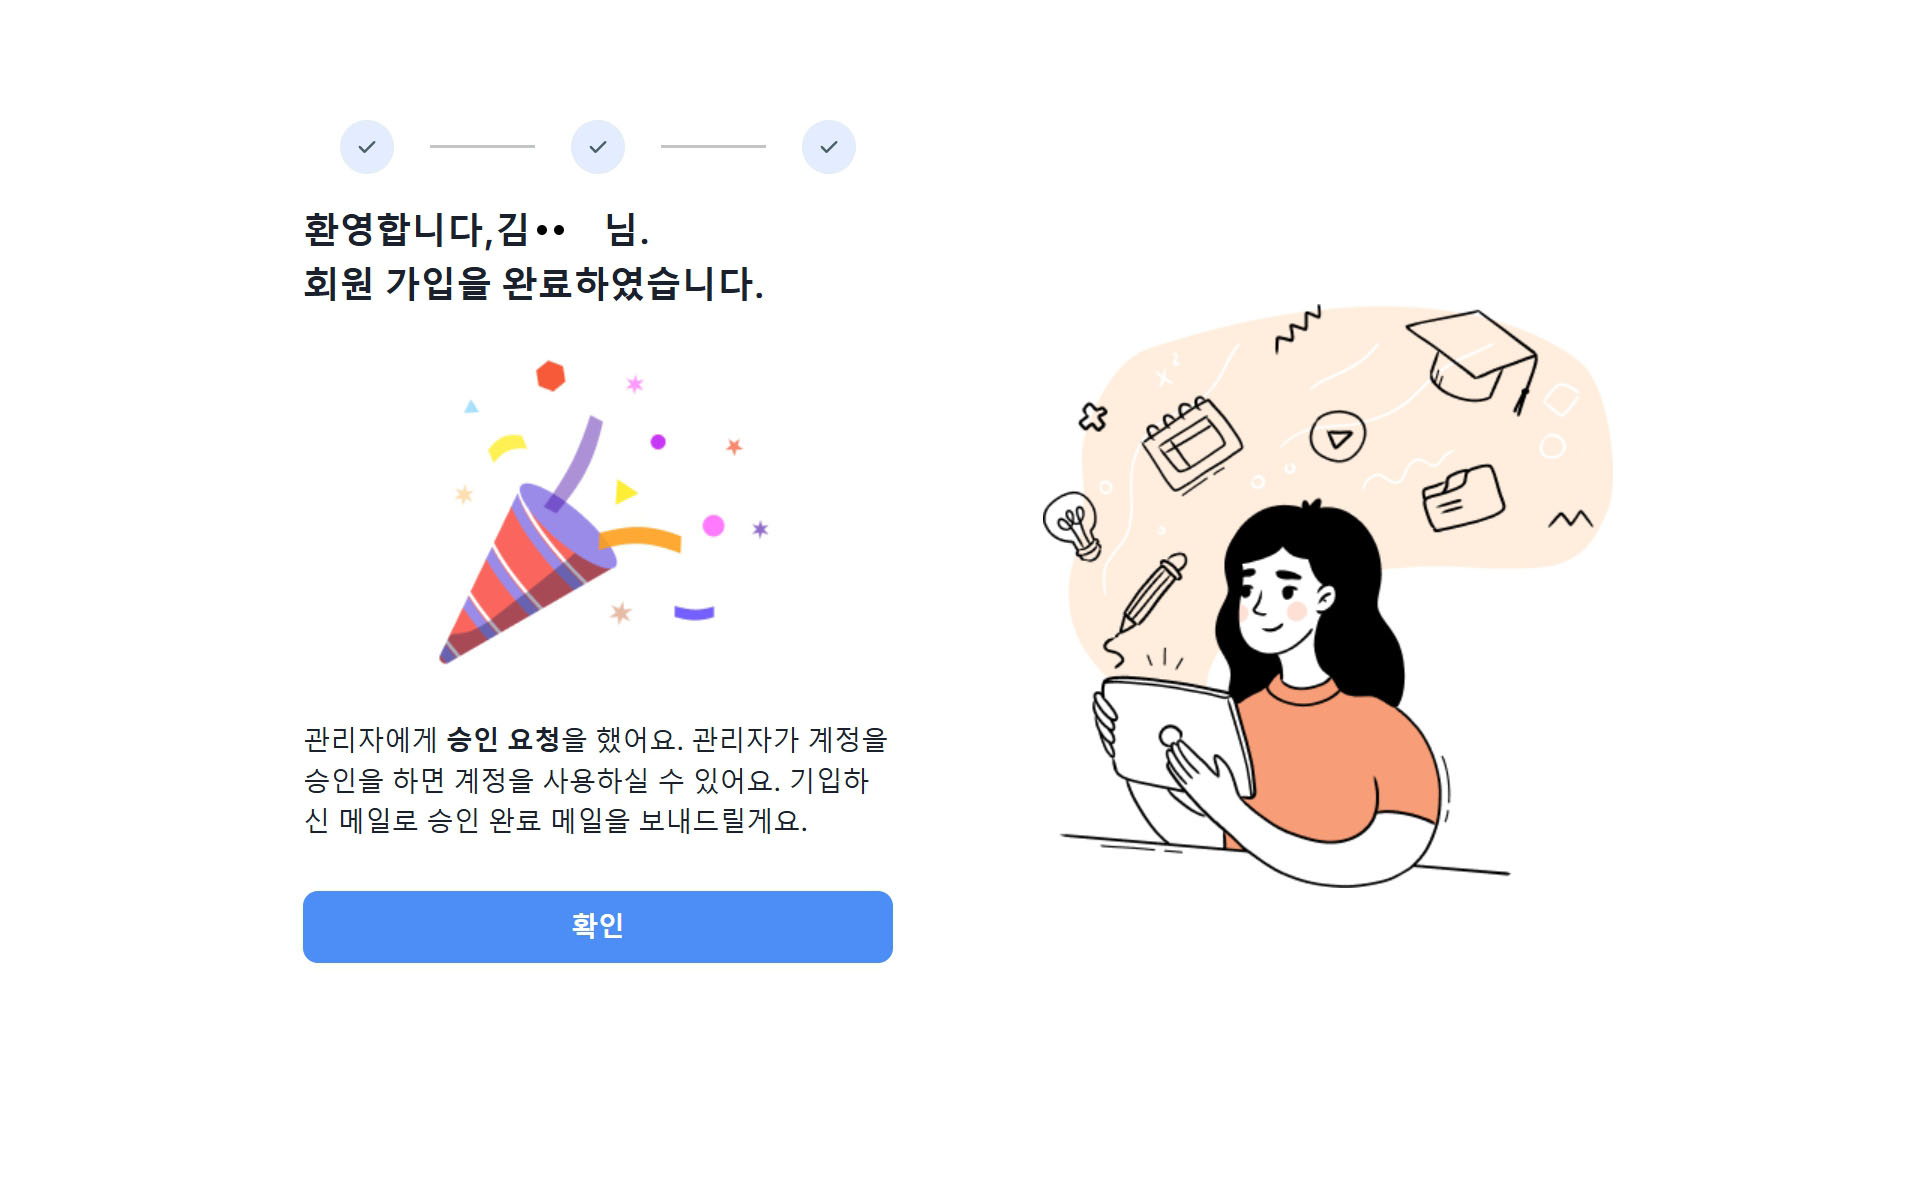 환영합니다,김•• 님.
회원 가입을 완료하였습니다.
관리자에게 승인 요청을 했어요. 관리자가 계정을
승인을 하면 계정을 사용하실 수 있어요. 기입하
신 메일로 승인 완료 메일을 보내드릴게요.
확인